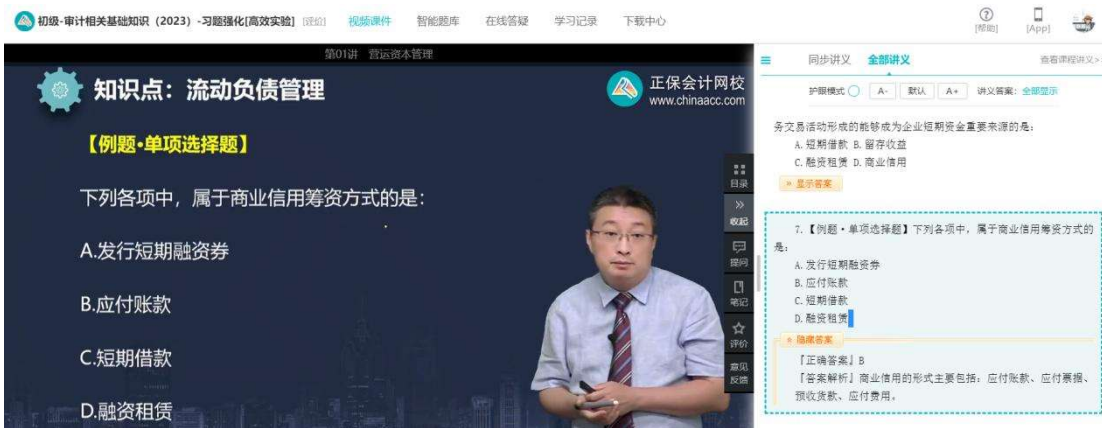 初级-审计相关基础知识（2023）-习题强化[高效实验] [评价] 视频课件 智能题库 在线答疑 学习记录 下载中心 [帮助] [App]
第01讲 营运资本管理
知识点：流动负债管理
正保会计网校
www.chinaacc.com
【例题·单项选择题】
下列各项中，属于商业信用筹资方式的是：
A.发行短期融资券
B.应付账款
C.短期借款
D.融资租赁
目录
收起
提问
笔记
评价
意见
反馈
同步讲义 全部讲义 查看课程讲义>
护眼模式 A- 默认 A+ 讲义答案：全部显示
务交易活动形成的能够成为企业短期资金重要来源的是：
A.短期借款 B.留存收益
C.融资租赁 D.商业信用
» 显示答案
7.【例题·单项选择题】下列各项中，属于商业信用筹资方式的
是：
A.发行短期融资券
B.应付账款
C.短期借款
D.融资租赁
隐藏答案
『正确答案』B
『答案解析』商业信用的形式主要包括：应付账款、应付票据、
预收货款、应付费用。